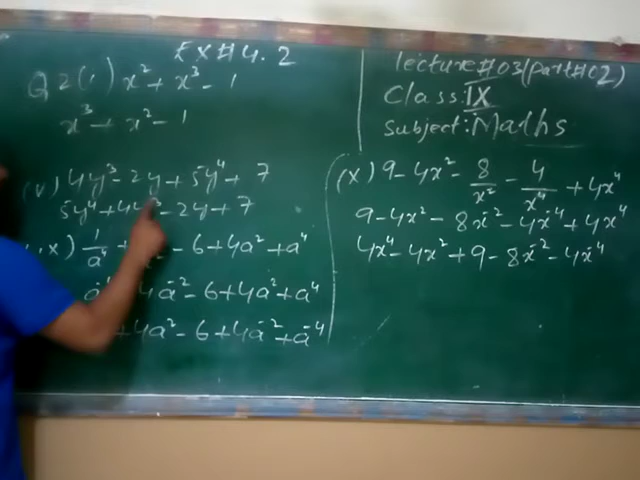 EX # 4.2
Q 2 (i) x² + x³ - 1
x³ + x² - 1
(v) 4y³ - 2y + 5y⁴ + 7
5y⁴ + 4y³ - 2y + 7
x) 1/a⁴ + - 6 + 4a² + a⁴
4a⁻² - 6 + 4a² + a⁴
+ 4a² - 6 + 4a⁻² + a⁻⁴
lecture # 03 (part # 02)
Class: IX
Subject: Maths
(x) 9 - 4x² - 8/x² - 4/x⁴ + 4x⁴
9 - 4x² - 8x⁻² - 4x⁻⁴ + 4x⁴
4x⁴ - 4x² + 9 - 8x⁻² - 4x⁻⁴